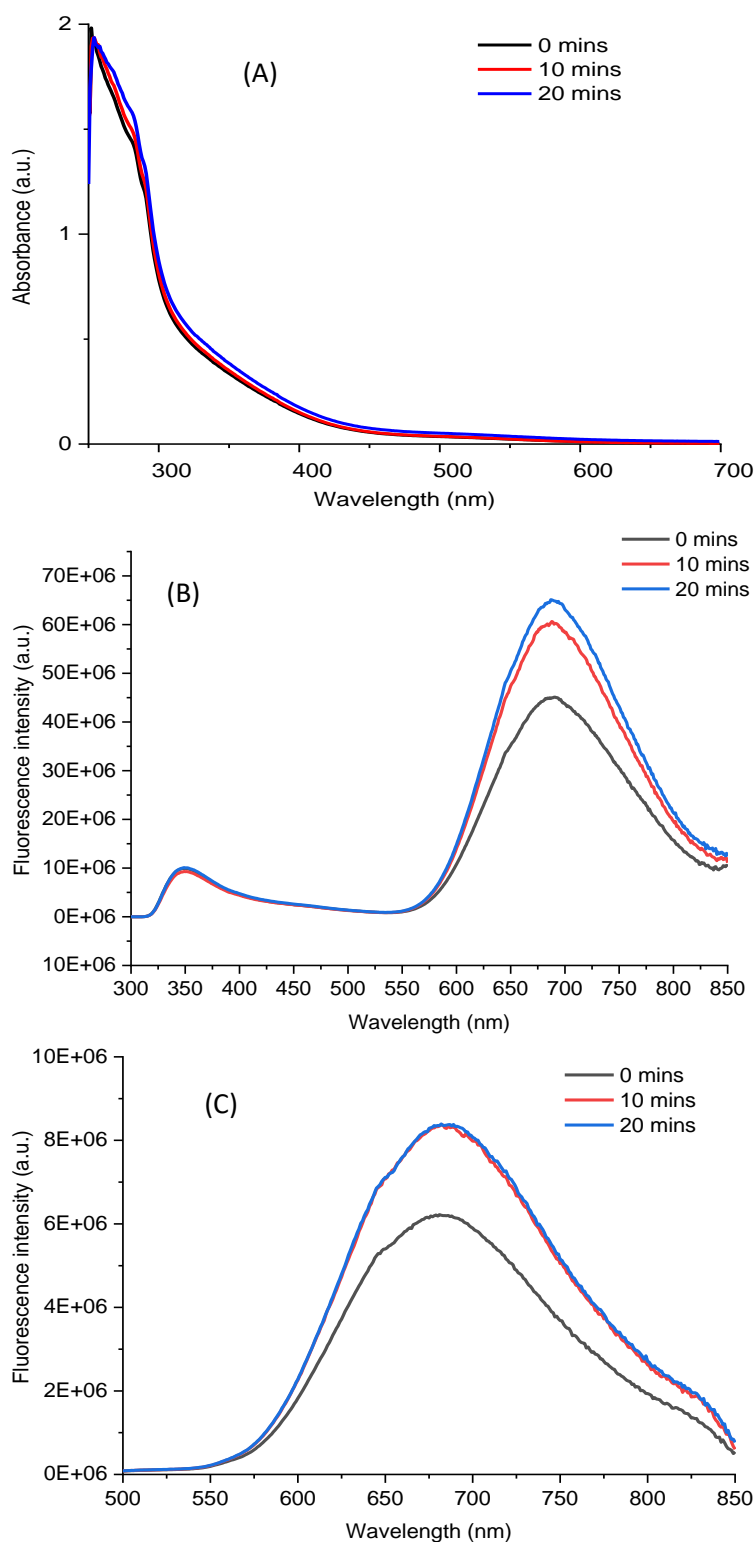 2
(A)
0 mins
10 mins
20 mins
Absorbance (a.u.)
1
0
300
400
500
600
700
Wavelength (nm)
0 mins
10 mins
20 mins
70E+06
(B)
60E+06
50E+06
40E+06
30E+06
20E+06
10E+06
0E+06
10E+06
Fluorescence intensity (a.u.)
300 350 400 450 500 550 600 650 700 750 800 850
Wavelength (nm)
10E+06
0 mins
10 mins
20 mins
(C)
8E+06
6E+06
4E+06
2E+06
0E+06
Fluorescence intensity (a.u.)
500 550 600 650 700 750 800 850
Wavelength (nm)